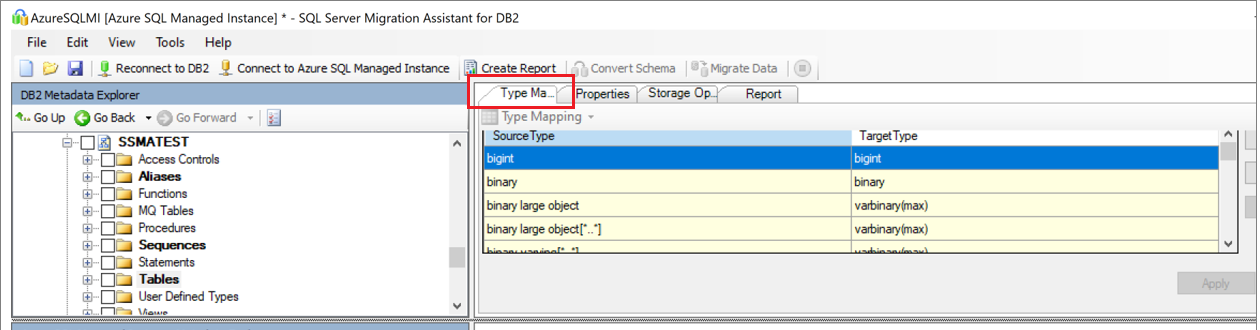 AzureSQLMI [Azure SQL Managed Instance] * - SQL Server Migration Assistant for DB2
File Edit View Tools Help
Reconnect to DB2 Connect to Azure SQL Managed Instance Create Report Convert Schema Migrate Data
DB2 Metadata Explorer
Go Up Go Back Go Forward
SSMATEST
Access Controls
Aliases
Functions
MQ Tables
Procedures
Sequences
Statements
Tables
User Defined Types
Views
Type Ma... Properties Storage Op... Report
Type Mapping
SourceType TargetType
bigint bigint
binary binary
binary large object varbinary(max)
binary large object[*..*] varbinary(max)
binary varying[*..*] varbinary(max)
Apply